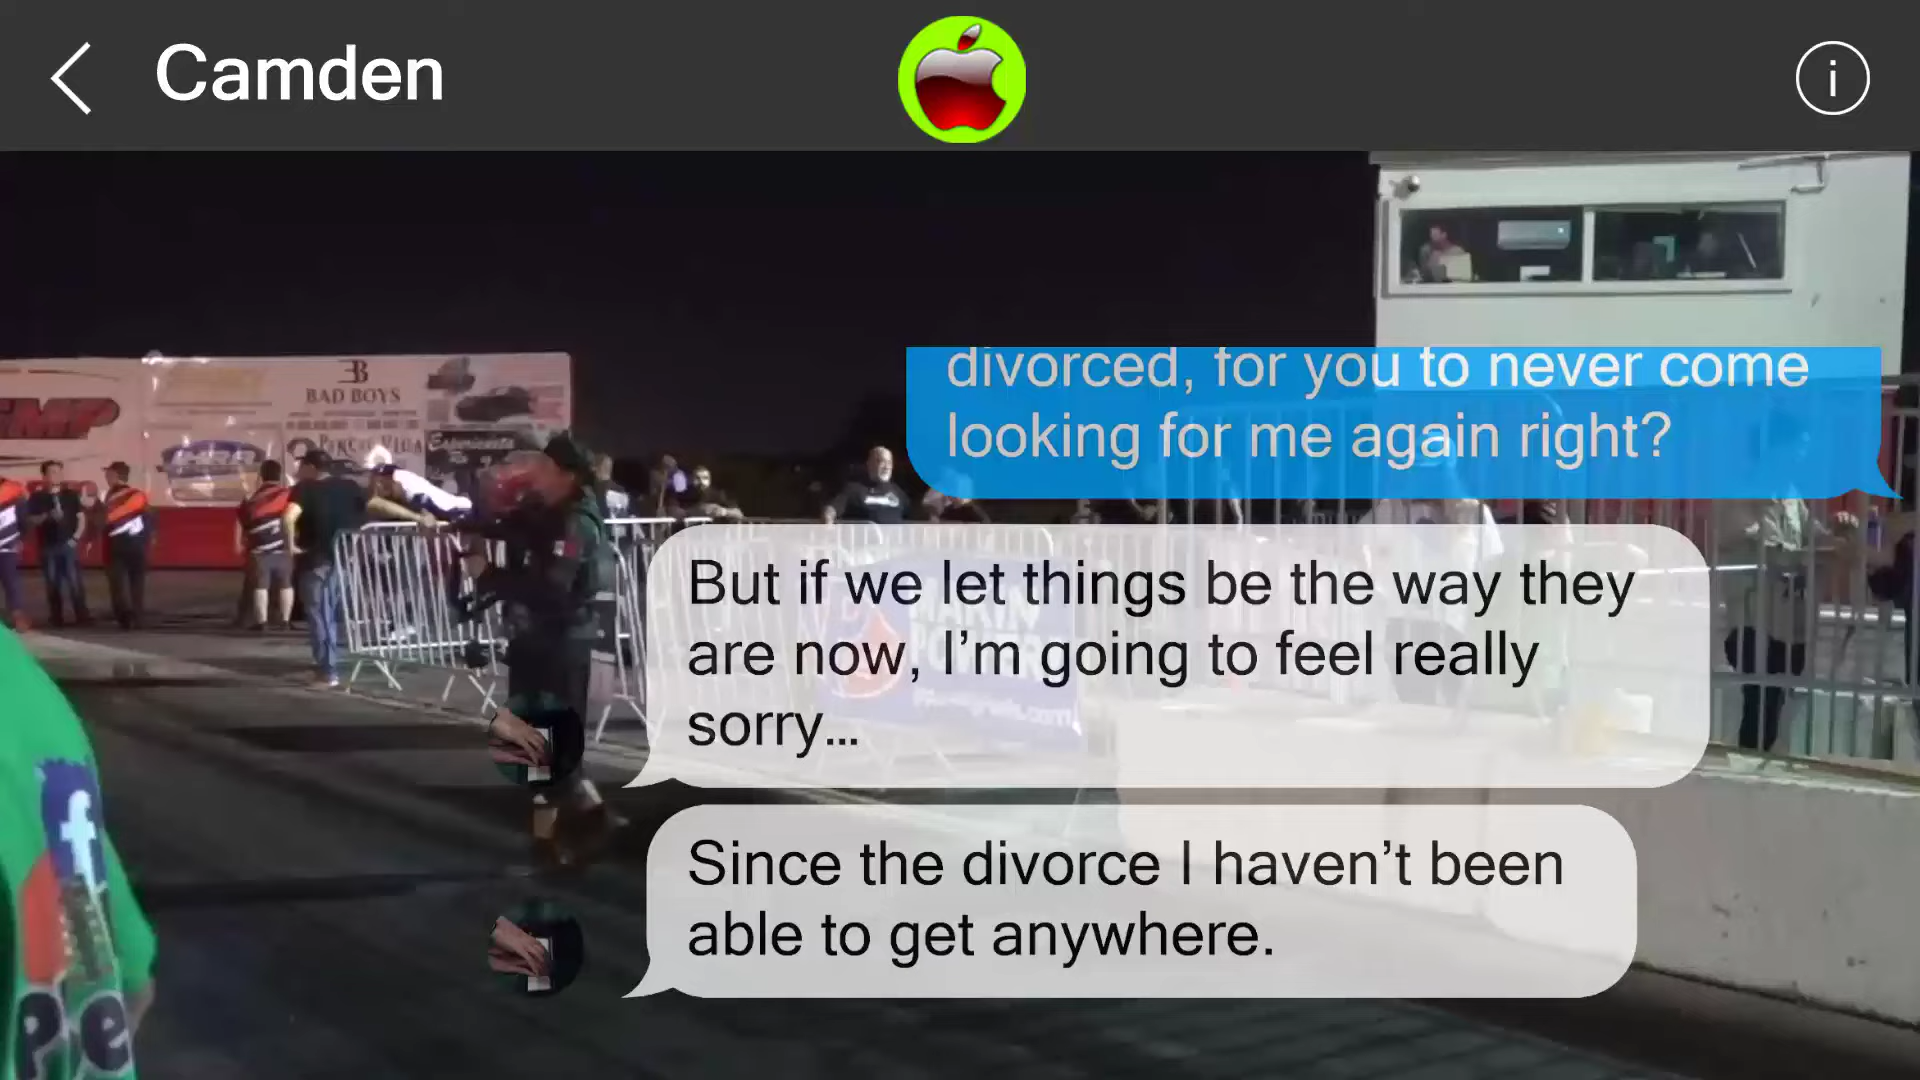 Camden
divorced, for you to never come
looking for me again right?
But if we let things be the way they
are now, I’m going to feel really
sorry...
Since the divorce I haven’t been
able to get anywhere.
BAD BOYS
f
Pe